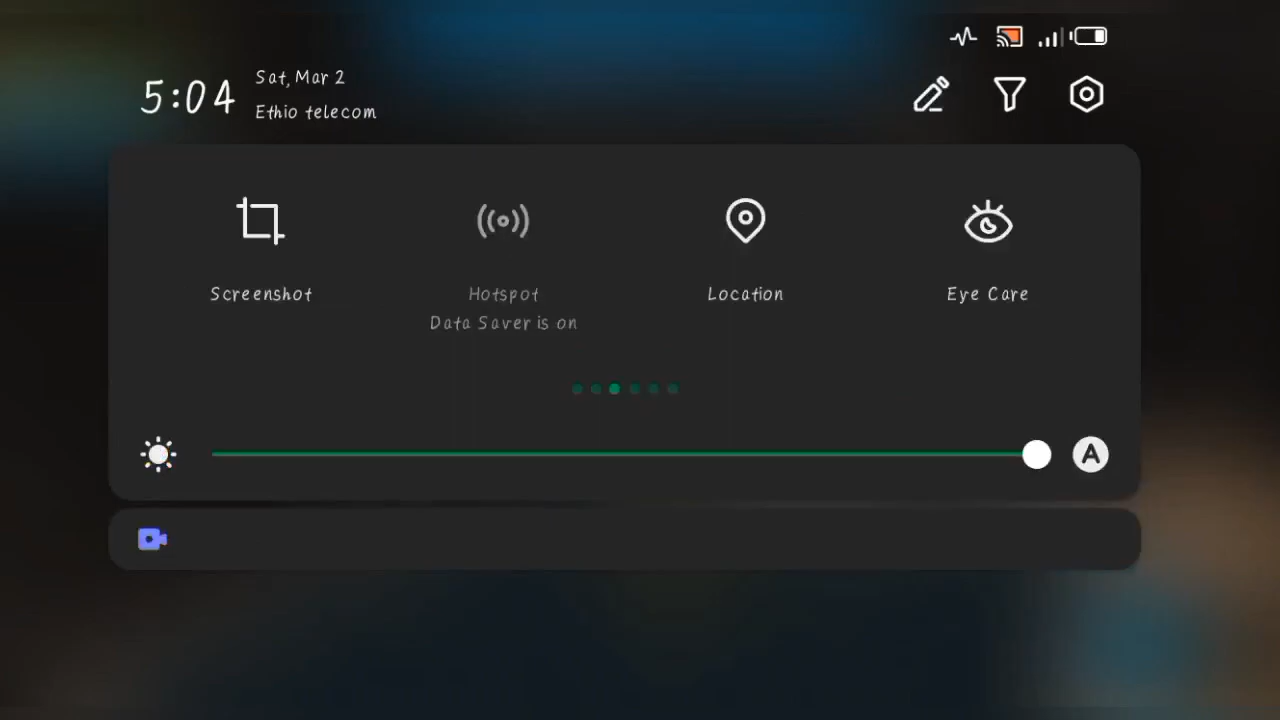 5:04
Sat, Mar 2
Ethio telecom
Screenshot
Hotspot
Data Saver is on
Location
Eye Care
A